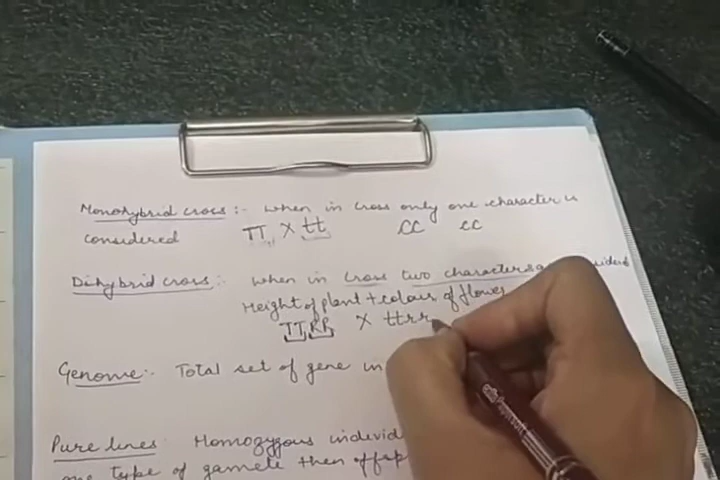 Monohybrid cross :- when in cross only one character is
considered TT X tt CC cc
Dihybrid cross :- when in cross two characters
Height of plant + colour of flower
TTRR X ttrr
Genome :- Total set of gene in
Pure lines Homozygous individ
one type of gamete then offsp